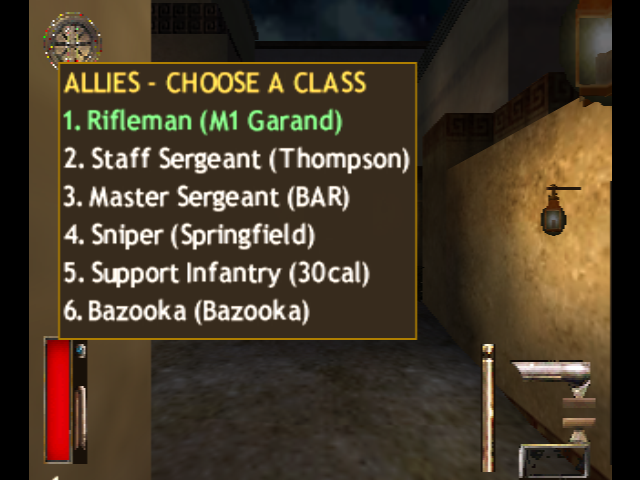 ALLIES - CHOOSE A CLASS
1. Rifleman (M1 Garand)
2. Staff Sergeant (Thompson)
3. Master Sergeant (BAR)
4. Sniper (Springfield)
5. Support Infantry (30cal)
6. Bazooka (Bazooka)